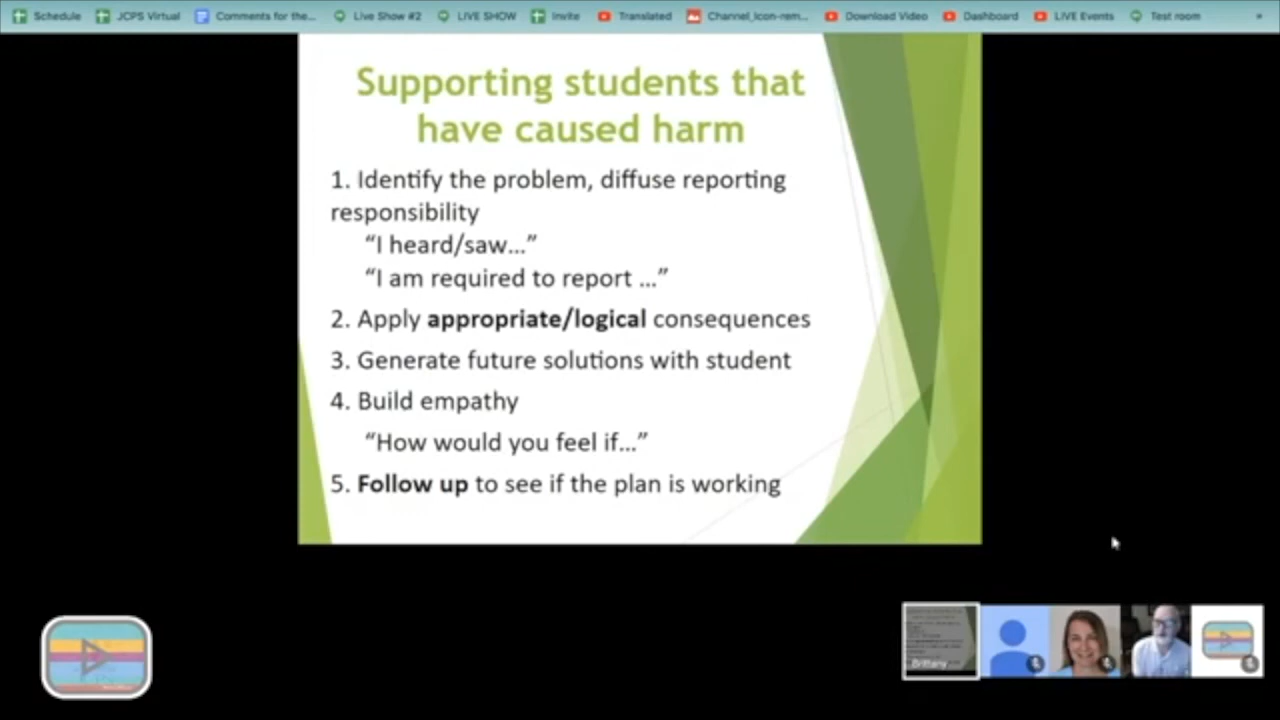 Schedule
JCPS Virtual
Comments for the...
Live Show #2
LIVE SHOW
Invite
Translated
Channel_Icon-rem...
Download Video
Dashboard
LIVE Events
Test room
»
Supporting students that
have caused harm
1. Identify the problem, diffuse reporting
responsibility
“I heard/saw…”
“I am required to report …”
2. Apply appropriate/logical consequences
3. Generate future solutions with student
4. Build empathy
“How would you feel if…”
5. Follow up to see if the plan is working
Brittany